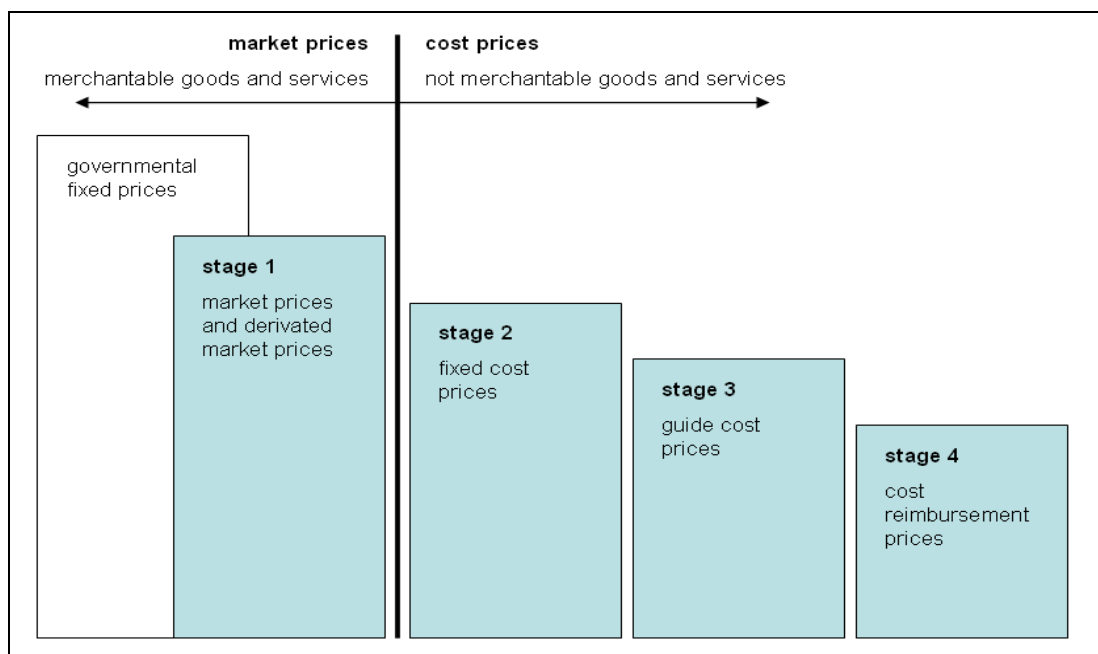 market prices
cost prices
merchantable goods and services
not merchantable goods and services
governmental
fixed prices
stage 1
market prices
and derivated
market prices
stage 2
fixed cost
prices
stage 3
guide cost
prices
stage 4
cost
reimbursement
prices